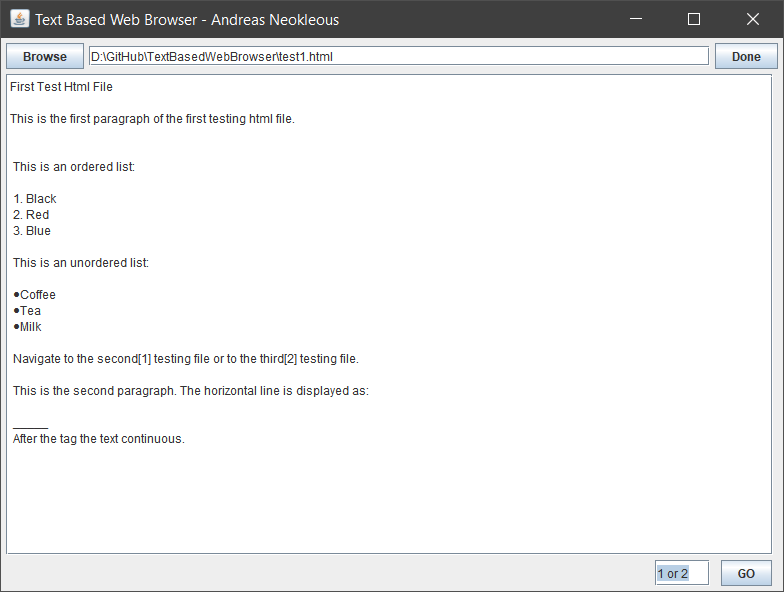 Text Based Web Browser - Andreas Neokleous
Browse D:\GitHub\TextBasedWebBrowser\test1.html Done
First Test Html File
This is the first paragraph of the first testing html file.
This is an ordered list:
1. Black
2. Red
3. Blue
This is an unordered list:
●Coffee
●Tea
●Milk
Navigate to the second[1] testing file or to the third[2] testing file.
This is the second paragraph. The horizontal line is displayed as:
______
After the tag the text continuous.
1 or 2 GO